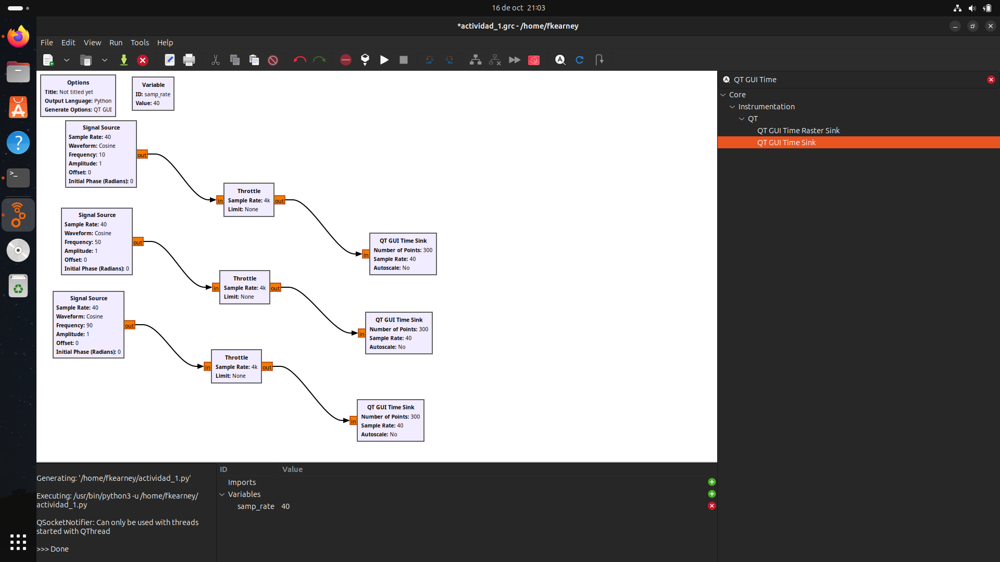 16 de oct 21:03
*actividad_1.grc - /home/fkearney
File Edit View Run Tools Help
Options
Title: Not titled yet
Output Language: Python
Generate Options: QT GUI
Variable
ID: samp_rate
Value: 40
Signal Source
Sample Rate: 40
Waveform: Cosine
Frequency: 10
Amplitude: 1
Offset: 0
Initial Phase (Radians): 0
out
in
Throttle
Sample Rate: 4k
Limit: None
out
in
QT GUI Time Sink
Number of Points: 300
Sample Rate: 40
Autoscale: No
Signal Source
Sample Rate: 40
Waveform: Cosine
Frequency: 50
Amplitude: 1
Offset: 0
Initial Phase (Radians): 0
out
in
Throttle
Sample Rate: 4k
Limit: None
out
in
QT GUI Time Sink
Number of Points: 300
Sample Rate: 40
Autoscale: No
Signal Source
Sample Rate: 40
Waveform: Cosine
Frequency: 90
Amplitude: 1
Offset: 0
Initial Phase (Radians): 0
out
in
Throttle
Sample Rate: 4k
Limit: None
out
in
QT GUI Time Sink
Number of Points: 300
Sample Rate: 40
Autoscale: No
QT GUI Time
Core
Instrumentation
QT
QT GUI Time Raster Sink
QT GUI Time Sink
Generating: '/home/fkearney/actividad_1.py'
Executing: /usr/bin/python3 -u /home/fkearney/
actividad_1.py
QSocketNotifier: Can only be used with threads
started with QThread
>>> Done
ID Value
Imports
Variables
samp_rate 40